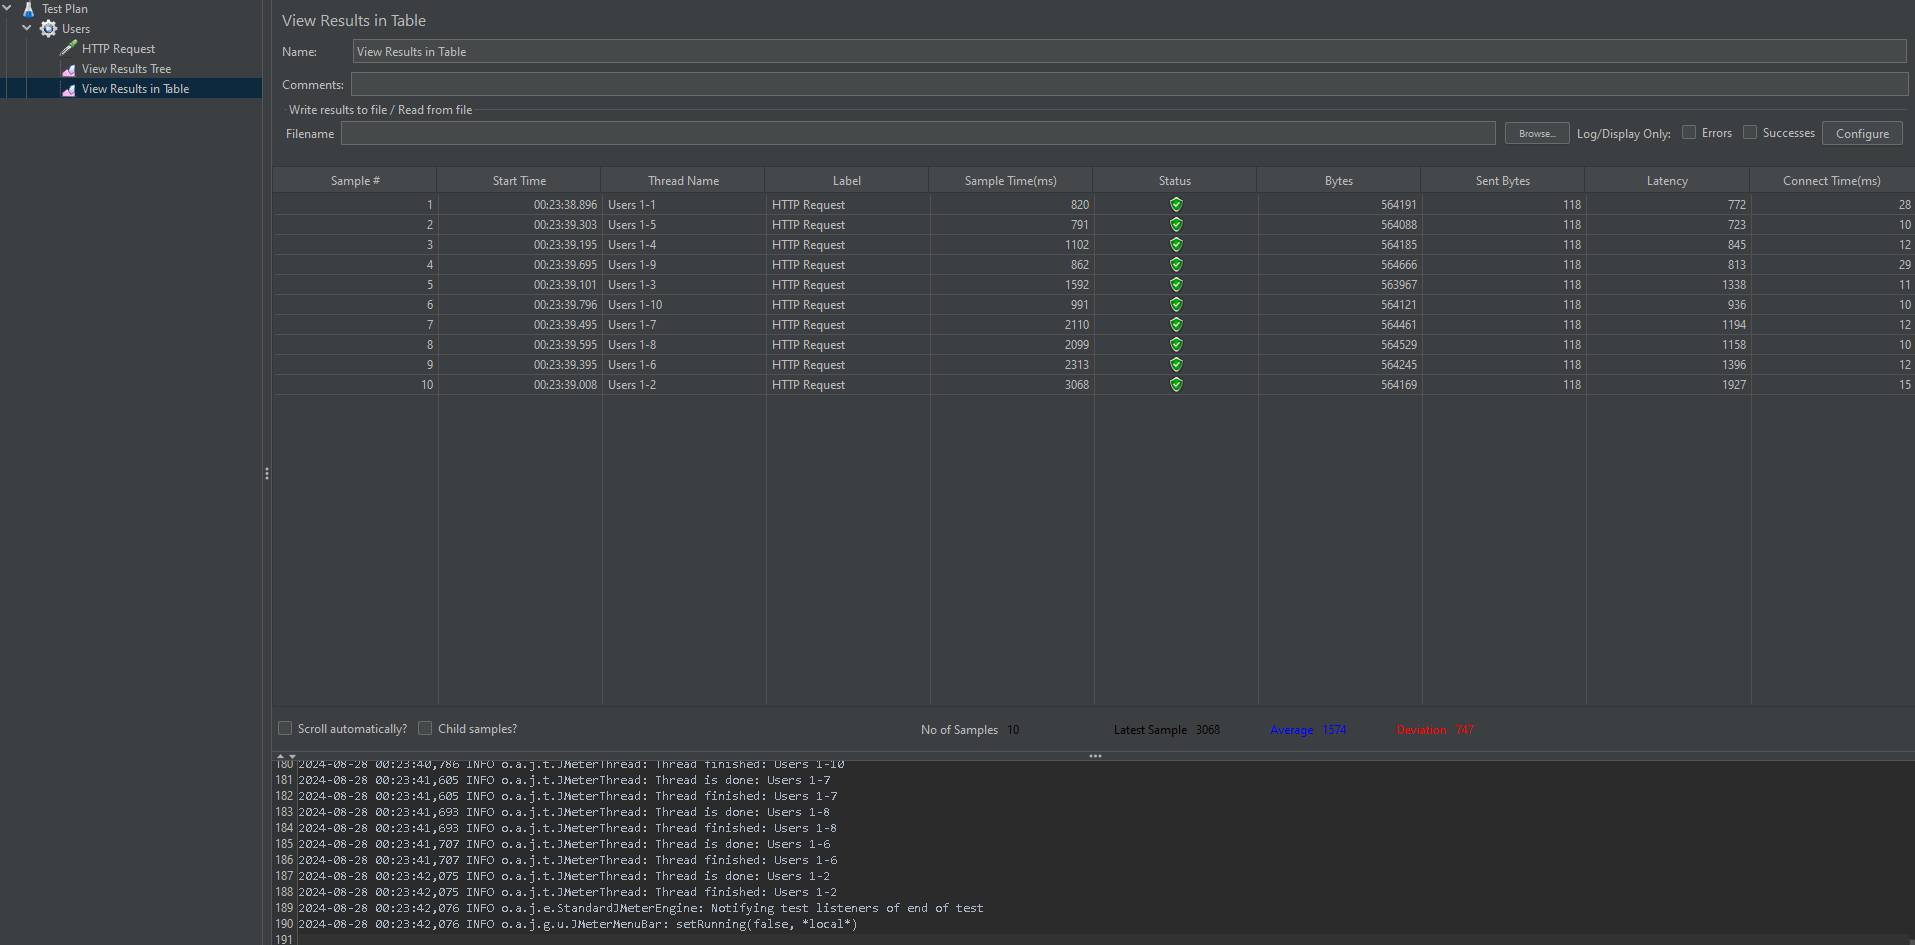 Test Plan
Users
HTTP Request
View Results Tree
View Results in Table
View Results in Table
Name: View Results in Table
Comments:
Write results to file / Read from file
Filename Browse... Log/Display Only: Errors Successes Configure
Sample # Start Time Thread Name Label Sample Time(ms) Status Bytes Sent Bytes Latency Connect Time(ms)
1 00:23:38.896 Users 1-1 HTTP Request 820 564191 118 772 28
2 00:23:39.303 Users 1-5 HTTP Request 791 564088 118 723 10
3 00:23:39.195 Users 1-4 HTTP Request 1102 564185 118 845 12
4 00:23:39.695 Users 1-9 HTTP Request 862 564666 118 813 29
5 00:23:39.101 Users 1-3 HTTP Request 1592 563967 118 1338 11
6 00:23:39.796 Users 1-10 HTTP Request 991 564121 118 936 10
7 00:23:39.495 Users 1-7 HTTP Request 2110 564461 118 1194 12
8 00:23:39.595 Users 1-8 HTTP Request 2099 564529 118 1158 10
9 00:23:39.395 Users 1-6 HTTP Request 2313 564245 118 1396 12
10 00:23:39.008 Users 1-2 HTTP Request 3068 564169 118 1927 15
Scroll automatically? Child samples? No of Samples 10 Latest Sample 3068 Average 1574 Deviation 747
180 2024-08-28 00:23:40,786 INFO o.a.j.t.JMeterThread: Thread finished: Users 1-10
181 2024-08-28 00:23:41,605 INFO o.a.j.t.JMeterThread: Thread is done: Users 1-7
182 2024-08-28 00:23:41,605 INFO o.a.j.t.JMeterThread: Thread finished: Users 1-7
183 2024-08-28 00:23:41,693 INFO o.a.j.t.JMeterThread: Thread is done: Users 1-8
184 2024-08-28 00:23:41,693 INFO o.a.j.t.JMeterThread: Thread finished: Users 1-8
185 2024-08-28 00:23:41,707 INFO o.a.j.t.JMeterThread: Thread is done: Users 1-6
186 2024-08-28 00:23:41,707 INFO o.a.j.t.JMeterThread: Thread finished: Users 1-6
187 2024-08-28 00:23:42,075 INFO o.a.j.t.JMeterThread: Thread is done: Users 1-2
188 2024-08-28 00:23:42,075 INFO o.a.j.t.JMeterThread: Thread finished: Users 1-2
189 2024-08-28 00:23:42,076 INFO o.a.j.e.StandardJMeterEngine: Notifying test listeners of end of test
190 2024-08-28 00:23:42,076 INFO o.a.j.g.u.JMeterMenuBar: setRunning(false, *local*)
191